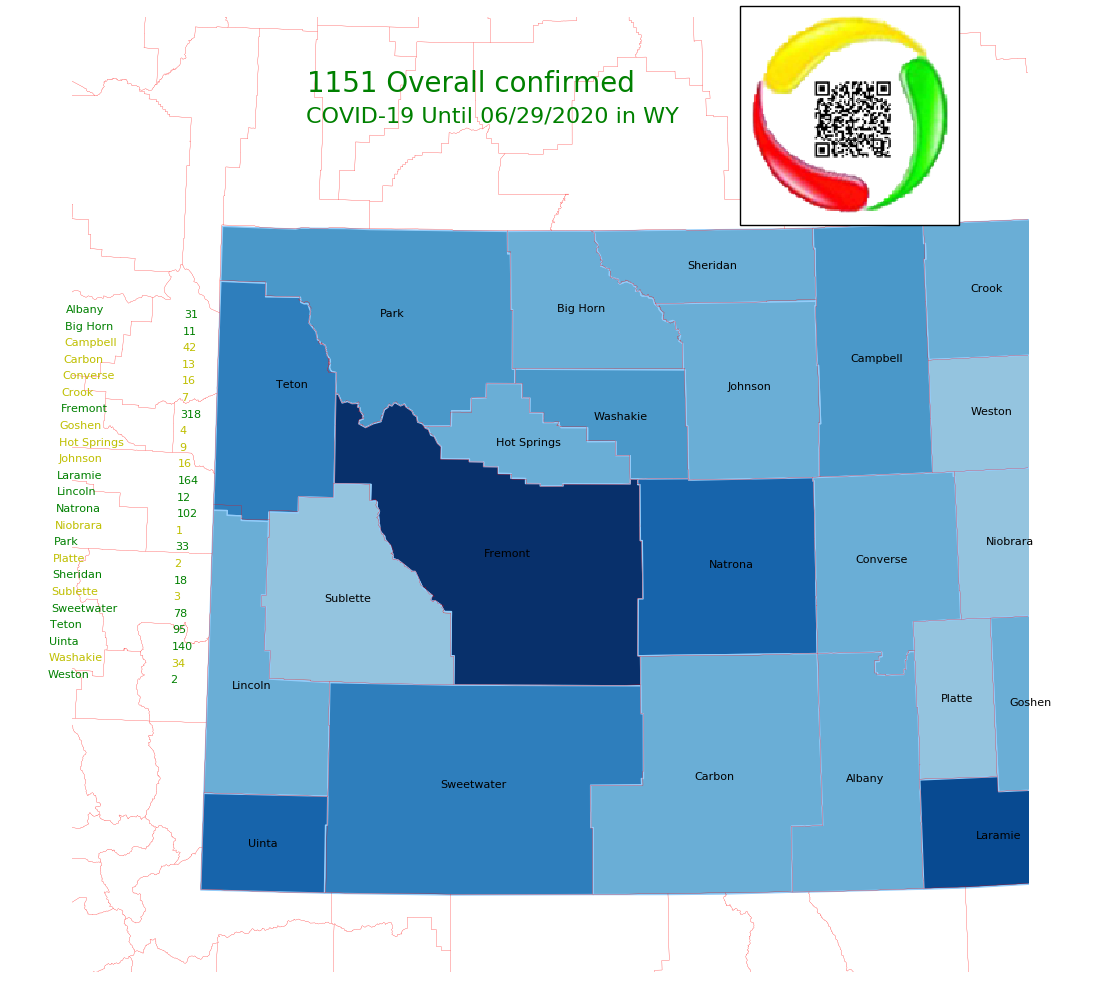 1151 Overall confirmed
COVID-19 Until 06/29/2020 in WY
Albany 31
Big Horn 11
Campbell 42
Carbon 13
Converse 16
Crook 7
Fremont 318
Goshen 4
Hot Springs 9
Johnson 16
Laramie 164
Lincoln 12
Natrona 102
Niobrara 1
Park 33
Platte 2
Sheridan 18
Sublette 3
Sweetwater 78
Teton 95
Uinta 140
Washakie 34
Weston 2
Sheridan
Crook
Big Horn
Park
Campbell
Teton
Johnson
Weston
Washakie
Hot Springs
Niobrara
Fremont
Converse
Natrona
Sublette
Lincoln
Platte
Goshen
Carbon
Albany
Sweetwater
Laramie
Uinta